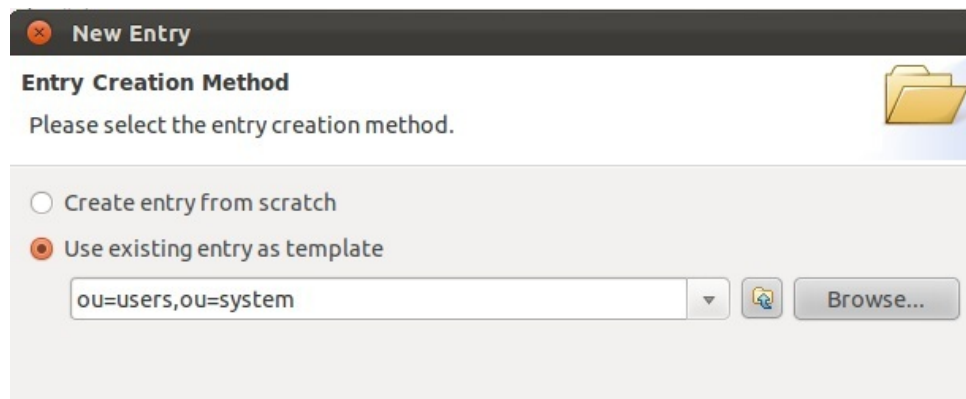 New Entry
Entry Creation Method
Please select the entry creation method.
Create entry from scratch
Use existing entry as template
ou=users,ou=system
Browse...